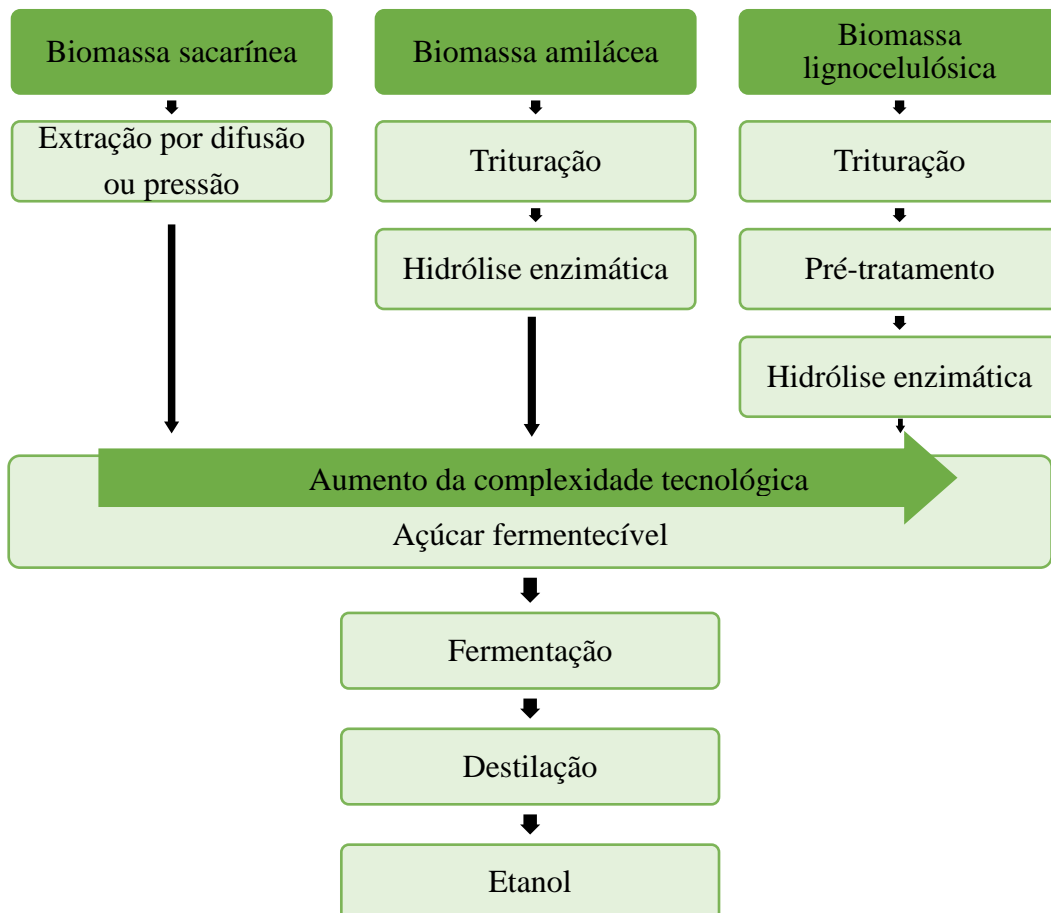 Biomassa sacarínea
Biomassa amilácea
Biomassa
lignocelulósica
Extração por difusão
ou pressão
Trituração
Trituração
Hidrólise enzimática
Pré-tratamento
Hidrólise enzimática
Aumento da complexidade tecnológica
Açúcar fermentecível
Fermentação
Destilação
Etanol